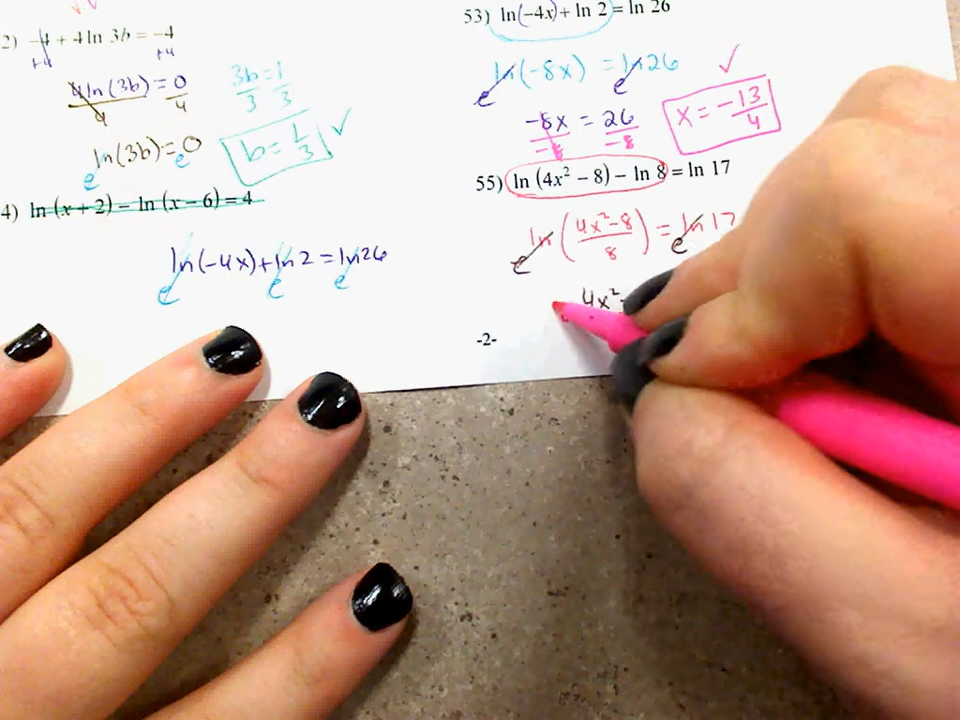 2) -4 + 4 ln 3b = -4
+4 +4
4 ln(3b) = 0
4 4
ln(3b) = 0
e e
3b = 1
3 3
b = 1/3 ✓
4) ln (x + 2) − ln (x − 6) = 4
ln(-4x) + ln 2 = ln 26
e e e
53) ln(−4x) + ln 2 = ln 26
ln(-8x) = ln 26
e e
-8x = 26
-8 -8
x = -13/4 ✓
55) ln (4x² − 8) − ln 8 = ln 17
ln (4x²-8 / 8) = ln 17
e e
4x² -
-2-